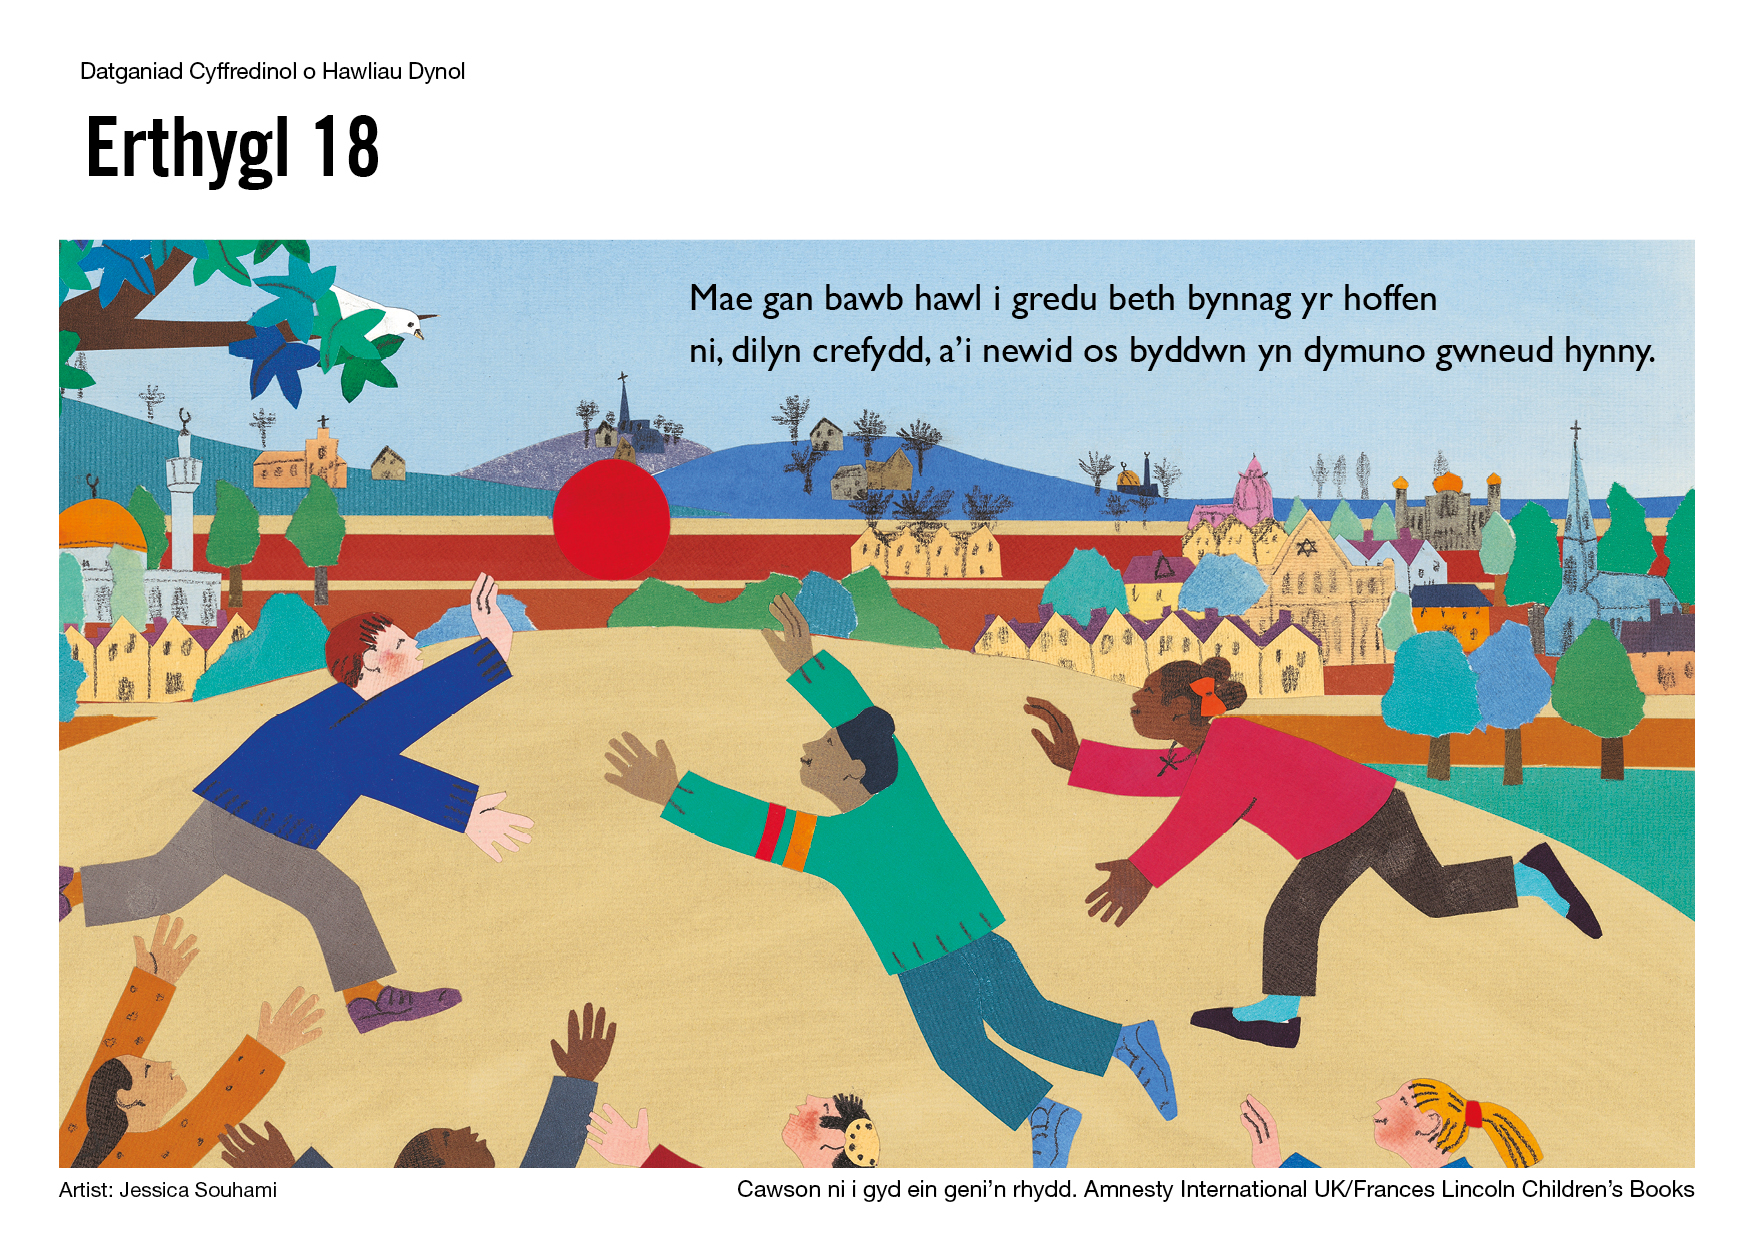 Datganiad Cyffredinol o Hawliau Dynol
Erthygl 18
Mae gan bawb hawl i gredu beth bynnag yr hoffen
ni, dilyn crefydd, a’i newid os byddwn yn dymuno gwneud hynny.
Artist: Jessica Souhami
Cawson ni i gyd ein geni’n rhydd. Amnesty International UK/Frances Lincoln Children’s Books